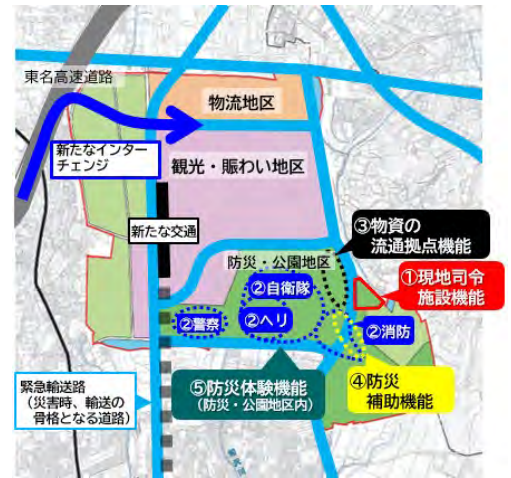 東名高速道路
物流地区
新たなインター
チェンジ
観光・賑わい地区
新たな交通
③物資の
流通拠点機能
防災・公園地区
①現地司令
施設機能
②自衛隊
②警察
②ヘリ
②消防
⑤防災体験機能
(防災・公園地区内)
④防災
補助機能
緊急輸送路
(災害時、輸送の
骨格となる道路)